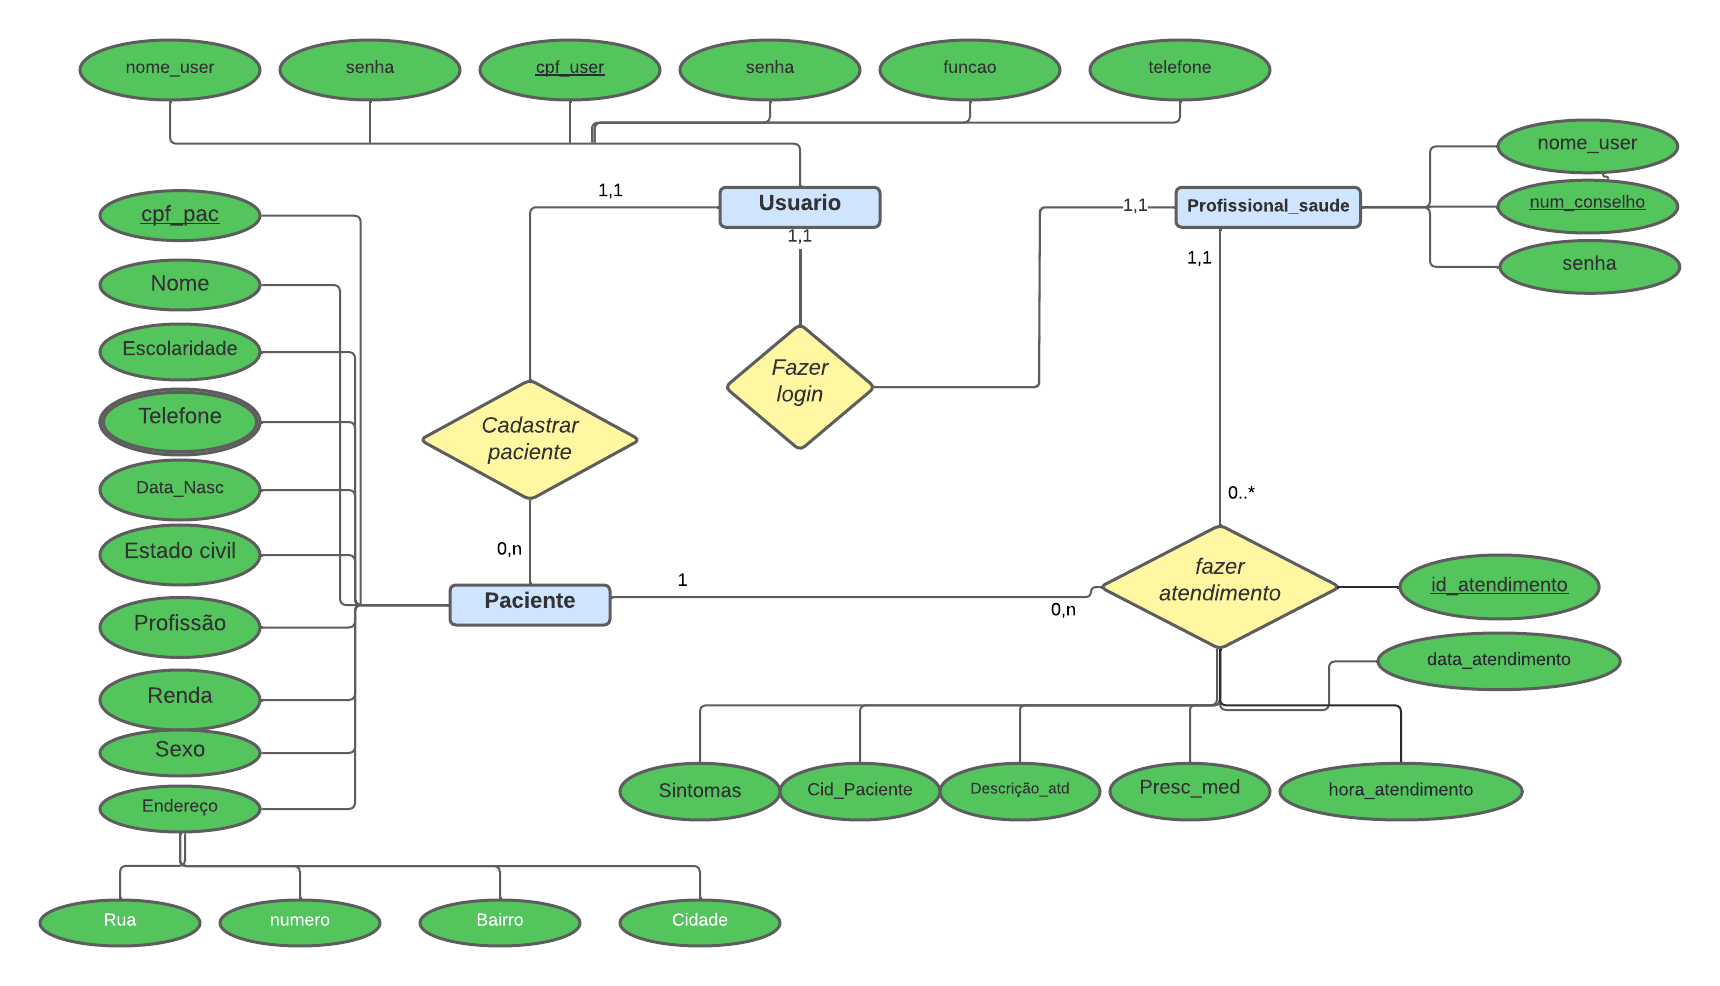 nome_user
senha
cpf_user
senha
funcao
telefone
nome_user
1,1
Usuario
1,1
Profissional_saude
num_conselho
cpf_pac
1,1
1,1
senha
Nome
Escolaridade
Fazer
login
Telefone
Cadastrar
paciente
Data_Nasc
0..*
Estado civil
0,n
fazer
atendimento
id_atendimento
1
Paciente
0,n
Profissão
data_atendimento
Renda
Sexo
Endereço
Sintomas
Cid_Paciente
Descrição_atd
Presc_med
hora_atendimento
Rua
numero
Bairro
Cidade